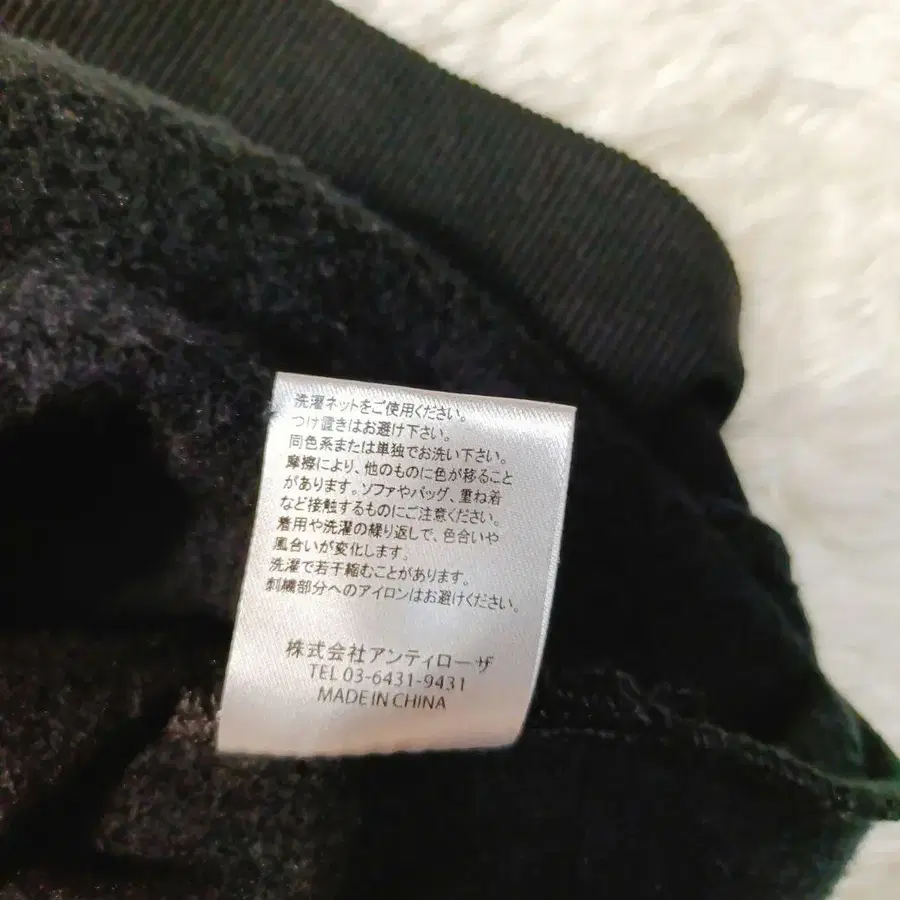 洗濯ネットをご使用ください。
つけ置きはお避け下さい。
同色系または単独でお洗い下さい。
摩擦により、他のものに色が移ること
があります。ソファやバッグ、重ね着
など接触するものにご注意ください。
着用や洗濯の繰り返しで、色合いや
風合いが変化します。
洗濯で若干縮むことがあります。
刺繍部分へのアイロンはお避けください。
株式会社アンティローザ
TEL 03-6431-9431
MADE IN CHINA